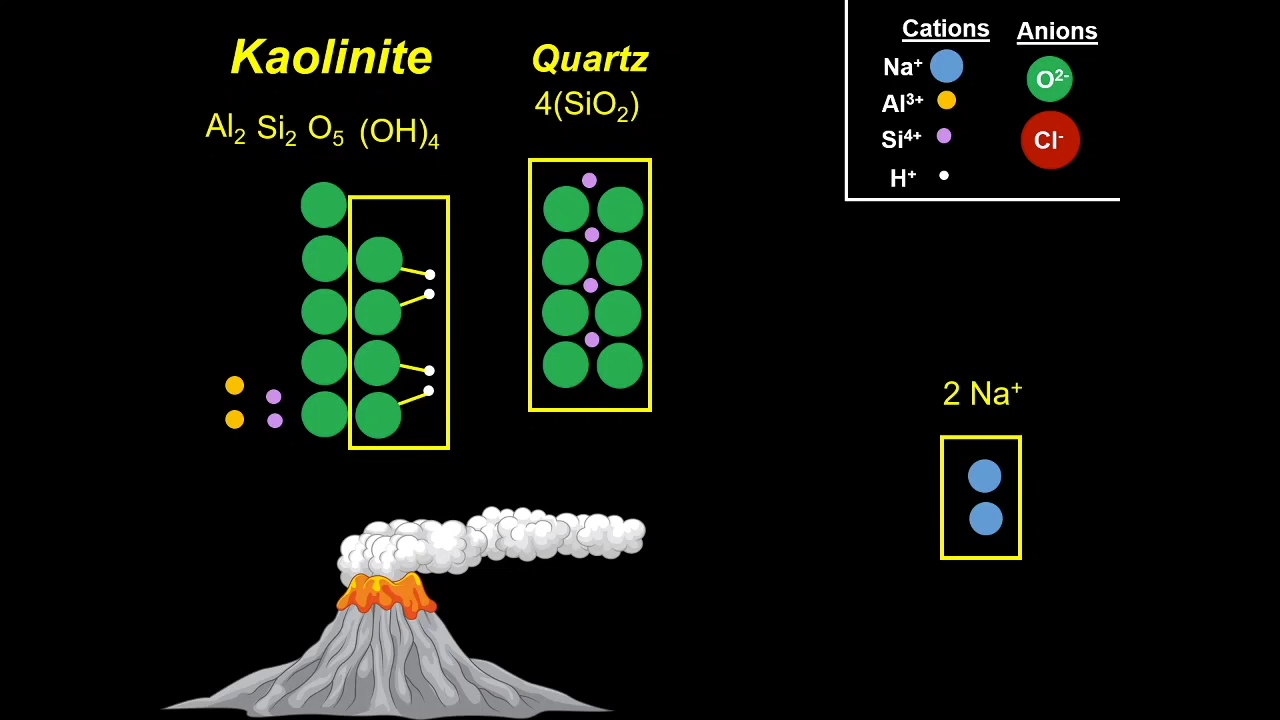 Kaolinite
Al₂ Si₂ O₅ (OH)₄
Quartz
4(SiO₂)
Cations
Anions
Na⁺
Al³⁺
Si⁴⁺
H⁺
O²⁻
Cl⁻
2 Na⁺